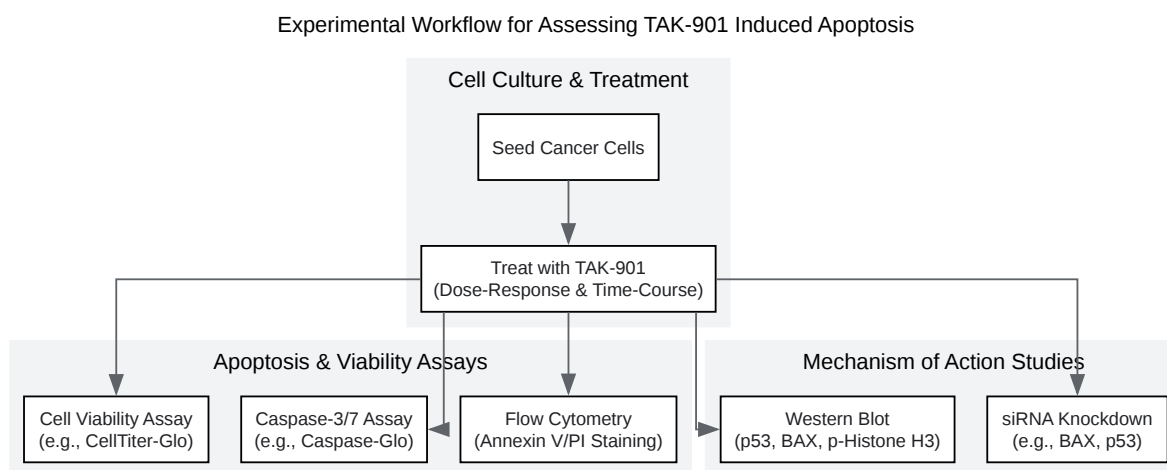 Experimental Workflow for Assessing TAK-901 Induced Apoptosis
Cell Culture & Treatment
Seed Cancer Cells
Treat with TAK-901
(Dose-Response & Time-Course)
Apoptosis & Viability Assays
Cell Viability Assay
(e.g., CellTiter-Glo)
Caspase-3/7 Assay
(e.g., Caspase-Glo)
Flow Cytometry
(Annexin V/PI Staining)
Mechanism of Action Studies
Western Blot
(p53, BAX, p-Histone H3)
siRNA Knockdown
(e.g., BAX, p53)